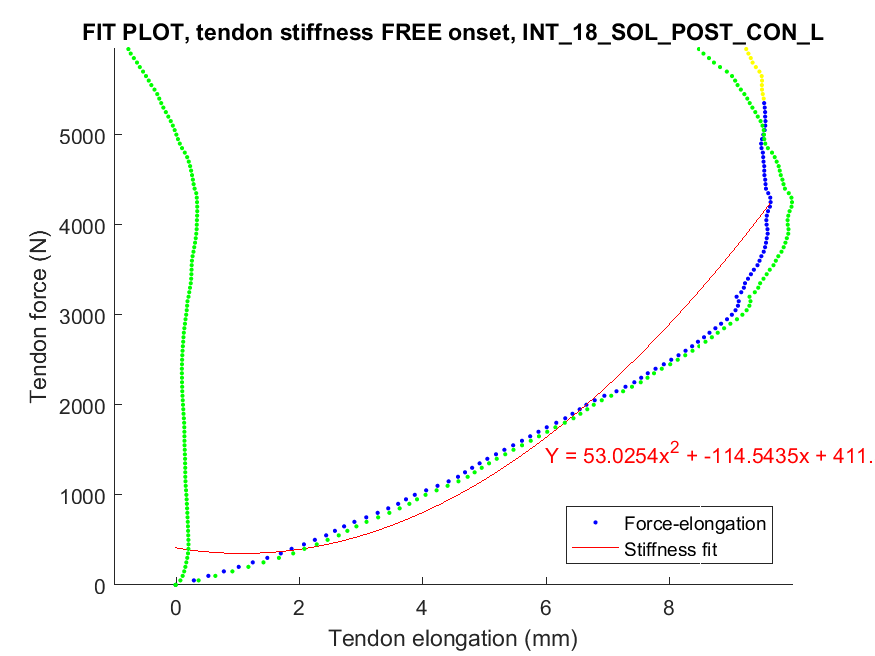 FIT PLOT, tendon stiffness FREE onset, INT_18_SOL_POST_CON_L
5000
4000
3000
2000
1000
0
Tendon force (N)
Y = 53.0254x² + -114.5435x + 411.
Force-elongation
Stiffness fit
0 2 4 6 8
Tendon elongation (mm)